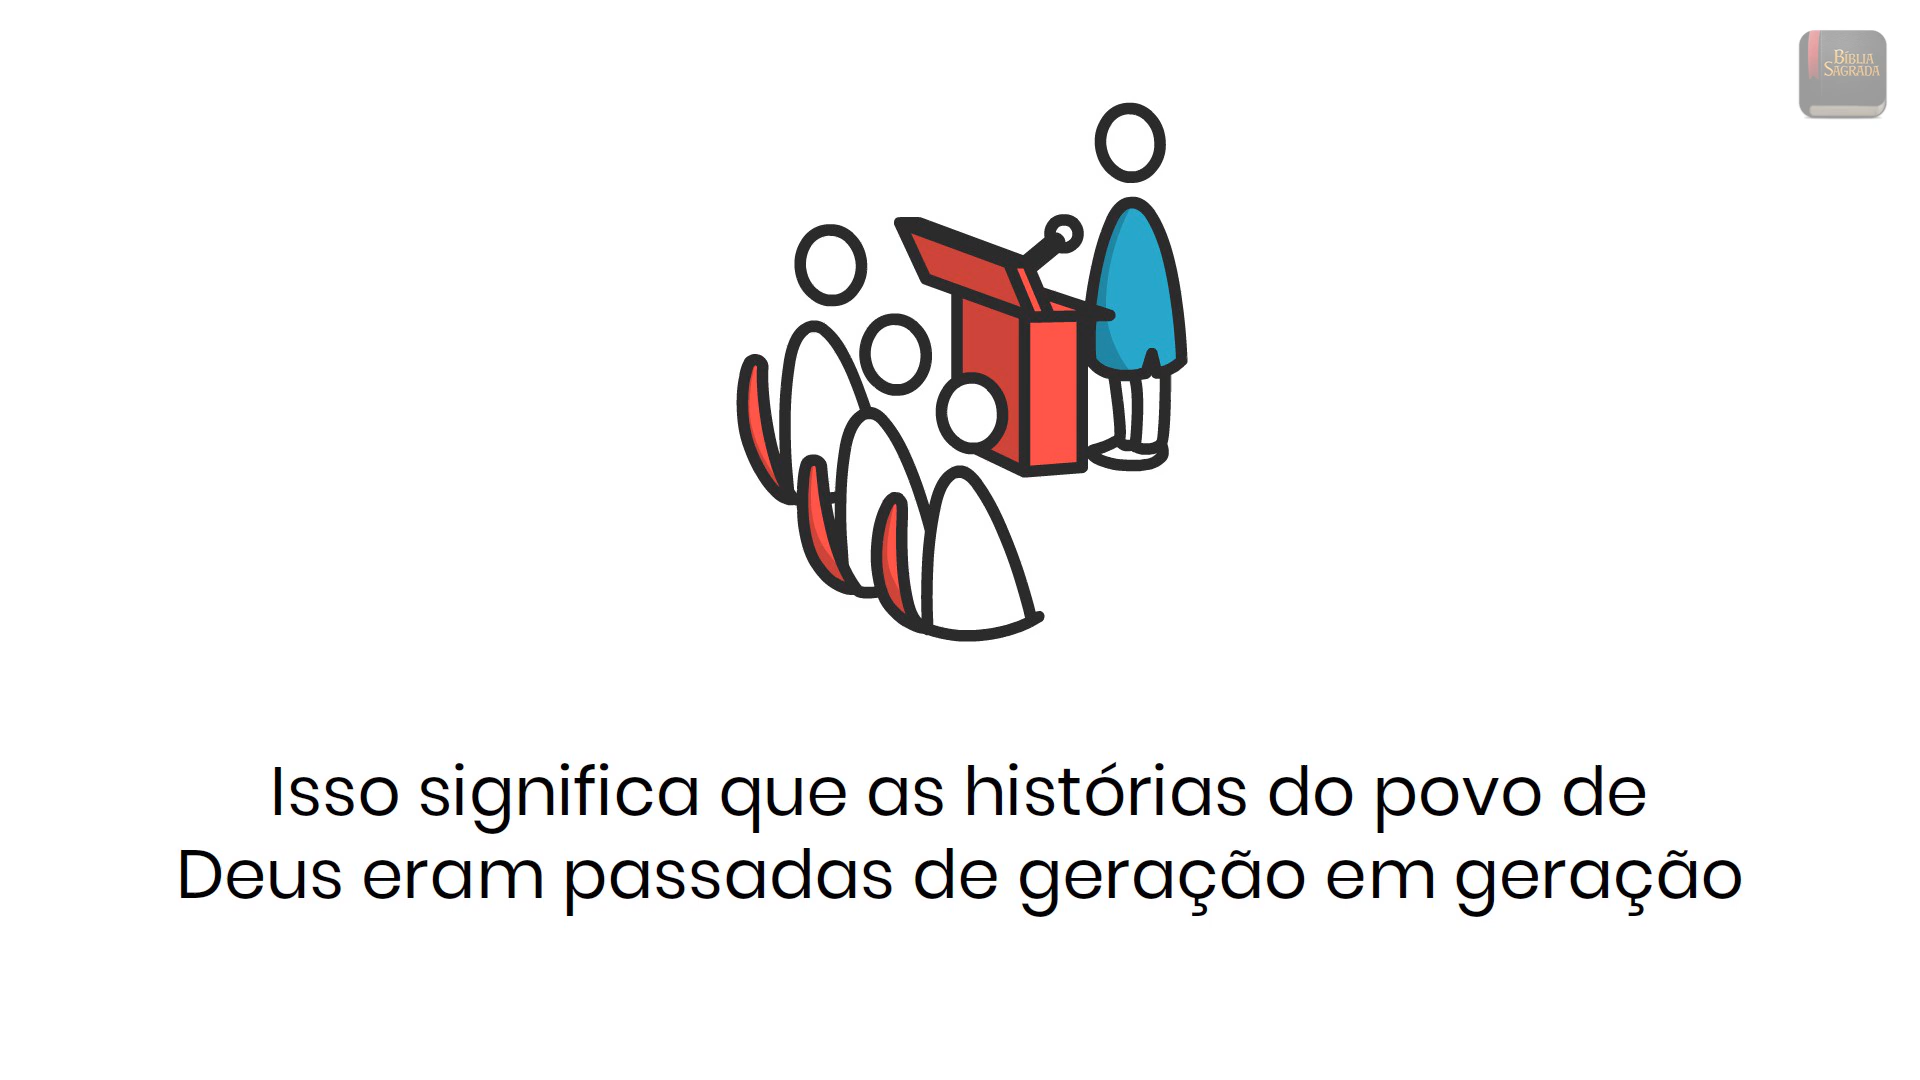 BÍBLIA
SAGRADA
Isso significa que as histórias do povo de
Deus eram passadas de geração em geração